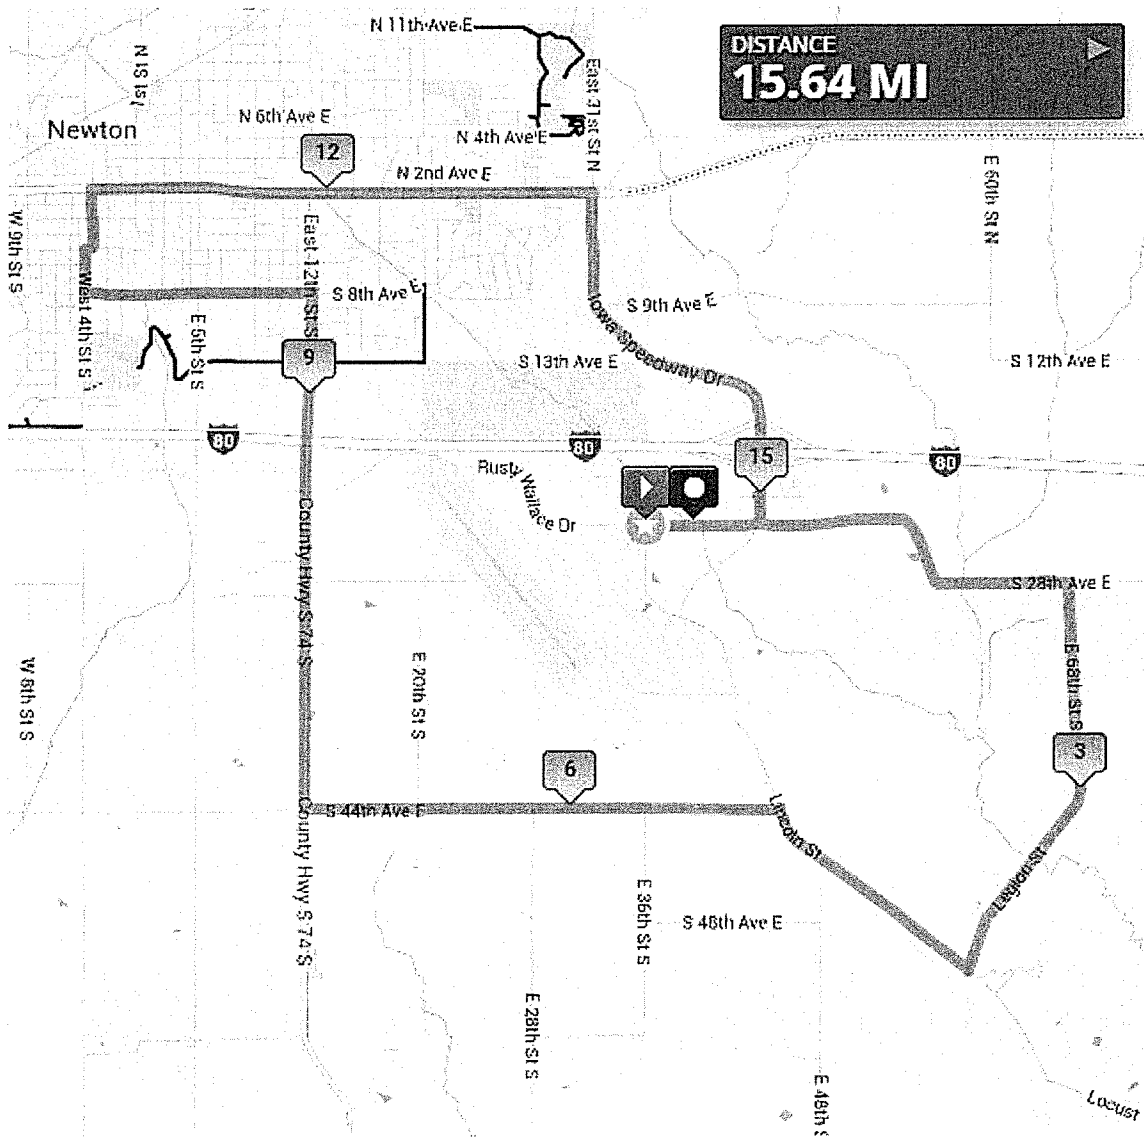 N 11th Ave E
DISTANCE
15.64 MI
N 1St
East 31st St N
N 6th Ave E
Newton
N 4th Ave E
12
N 2nd Ave E
E 60th St N
W 9th St S
East 12th St S
S 8th Ave E
S 9th Ave E
West 4th St S
E 5th St S
Iowa Speedway Dr
9
S 13th Ave E
S 12th Ave E
80
80
80
15
Rusty Wallace Dr
County Hwy S 74 S
S 28th Ave E
E 68th St S
W 8th St S
E 20th St S
3
6
S 44th Ave E
Lincoln St
County Hwy S 74 S
Legion St
E 36th St S
S 48th Ave E
E 28th St S
E 48th S
Locust